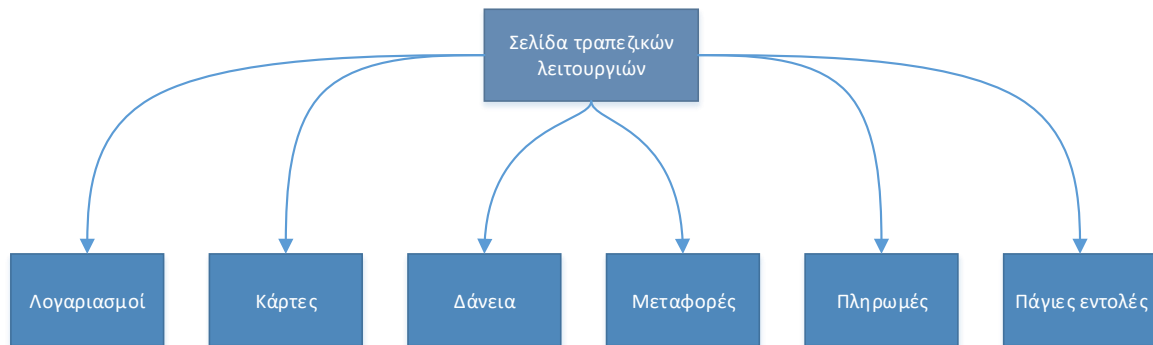 Σελίδα τραπεζικών
λειτουργιών
Λογαριασμοί
Κάρτες
Δάνεια
Μεταφορές
Πληρωμές
Πάγιες εντολές